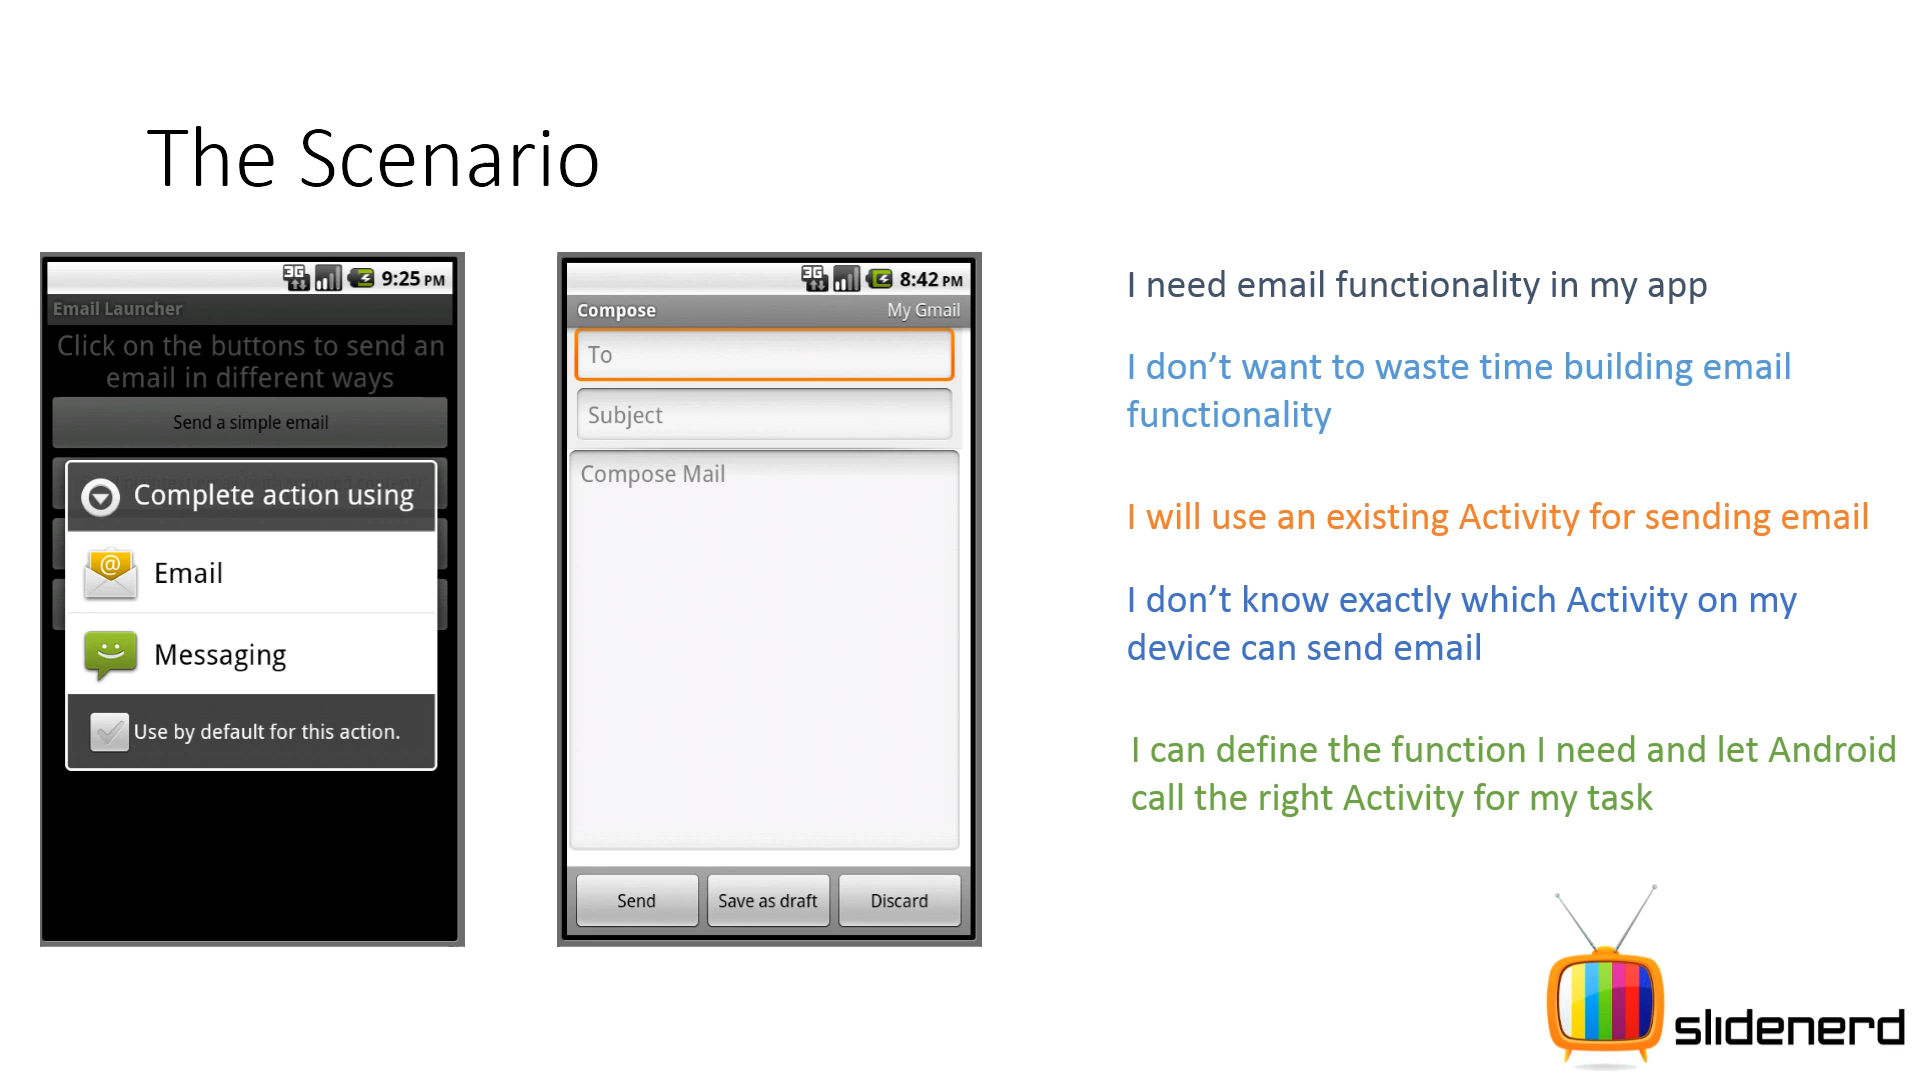 The Scenario
3G 9:25 PM
Email Launcher
Click on the buttons to send an
email in different ways
Send a simple email
Complete action using
@
Email
Messaging
Use by default for this action.
3G 8:42 PM
Compose My Gmail
To
Subject
Compose Mail
Send Save as draft Discard
I need email functionality in my app
I don’t want to waste time building email
functionality
I will use an existing Activity for sending email
I don’t know exactly which Activity on my
device can send email
I can define the function I need and let Android
call the right Activity for my task
slidenerd